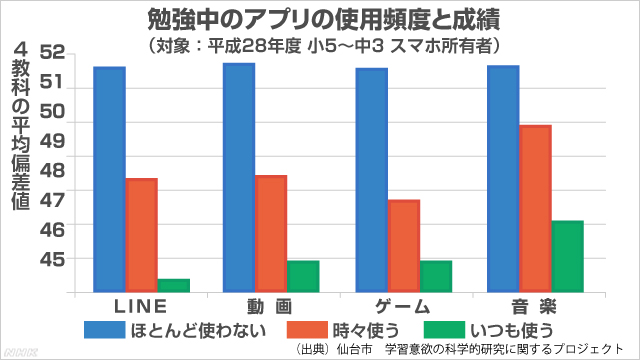 勉強中のアプリの使用頻度と成績
（対象：平成28年度 小5～中3 スマホ所有者）
4教科の平均偏差値
52
51
50
49
48
47
46
45
LINE 動画 ゲーム 音楽
ほとんど使わない 時々使う いつも使う
（出典）仙台市 学習意欲の科学的研究に関するプロジェクト